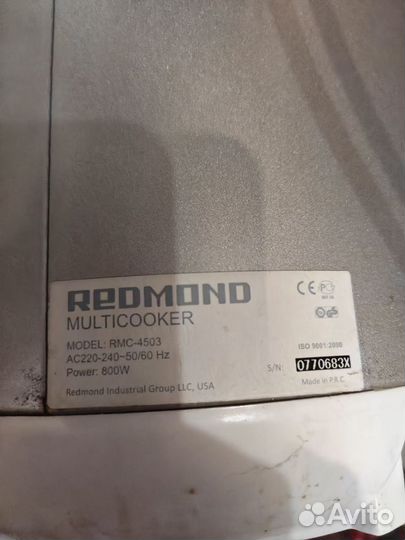 REDMOND
MULTICOOKER
MODEL: RMC-4503
AC220-240~50/60 Hz
Power: 800W
Redmond Industrial Group LLC, USA
CE
ISO 9001:2000
S/N: 0770683X
Made in P.R.C.
Avito